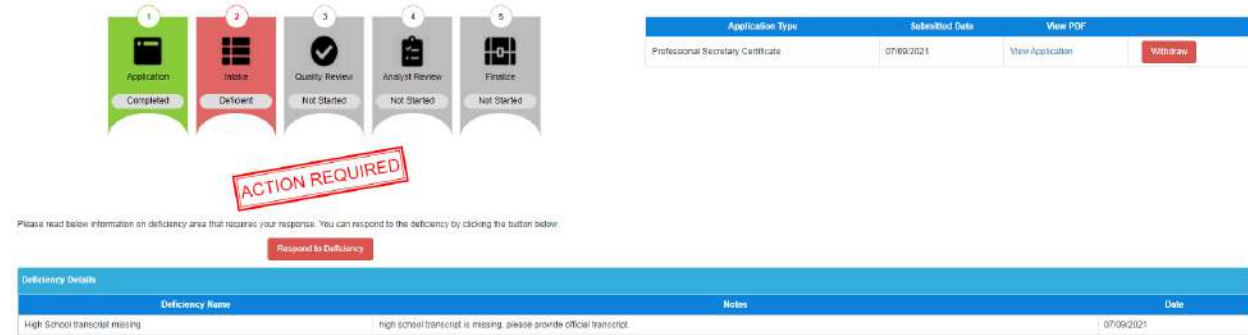 1 2 3 4 5
Application Intake Quality Review Analyst Review Finalize
Completed Deficient Not Started Not Started Not Started
Application Type Submitted Date View PDF
Professional Secretary Certificate 07/09/2021 View Application Withdraw
ACTION REQUIRED
Please read below information on deficiency area that requires your response. You can respond to the deficiency by clicking the button below
Respond to Deficiency
Deficiency Details
Deficiency Name Notes Date
High School transcript missing high school transcript is missing, please provide official transcript. 07/09/2021